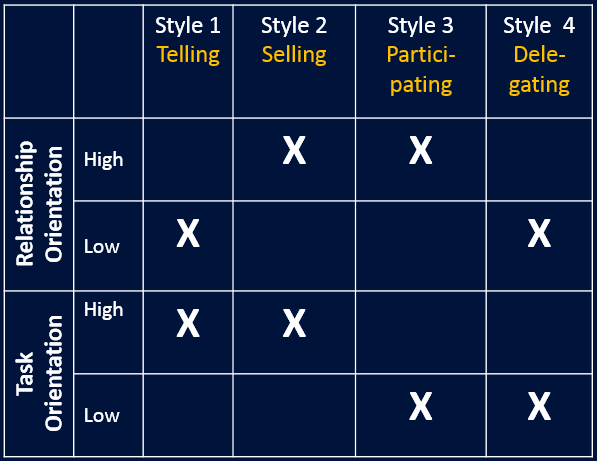 Style 1
Telling
Style 2
Selling
Style 3
Partici-
pating
Style 4
Dele-
gating
Relationship
Orientation
High
X
X
Low
X
X
Task
Orientation
High
X
X
Low
X
X